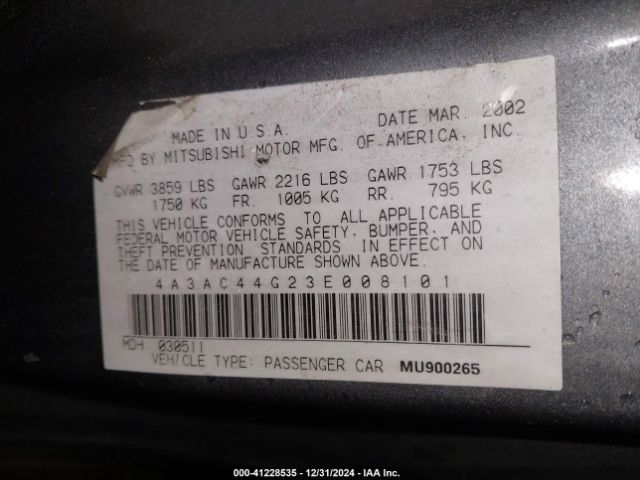 MADE IN U.S.A. DATE MAR. 2002
MFD BY MITSUBISHI MOTOR MFG. OF AMERICA, INC.
GVWR 3859 LBS GAWR 2216 LBS GAWR 1753 LBS
1750 KG FR. 1005 KG RR. 795 KG
THIS VEHICLE CONFORMS TO ALL APPLICABLE
FEDERAL MOTOR VEHICLE SAFETY, BUMPER, AND
THEFT PREVENTION STANDARDS IN EFFECT ON
THE DATE OF MANUFACTURE SHOWN ABOVE.
4A3AC44G23E008101
MDH 030511
VEHICLE TYPE: PASSENGER CAR MU900265
000-41228535 - 12/31/2024 - IAA Inc.